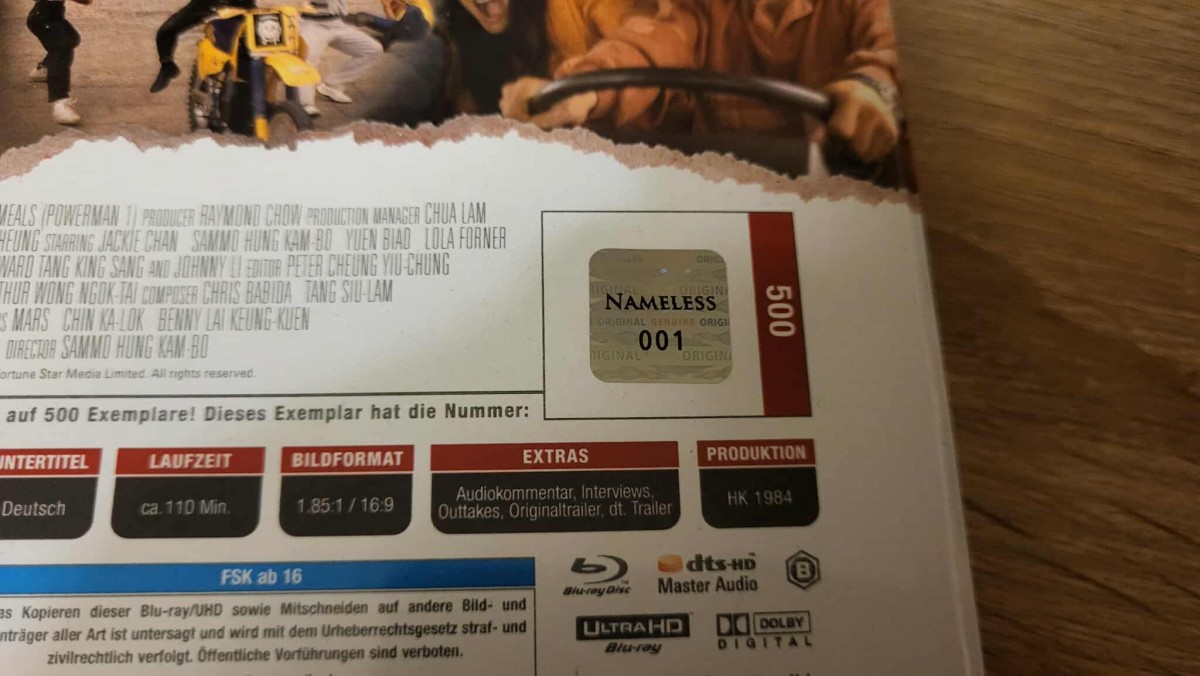 MEALS (POWERMAN 1) PRODUCER RAYMOND CHOW PRODUCTION MANAGER CHUA LAM
HEUNG STARRING JACKIE CHAN SAMMO HUNG KAM-BO YUEN BIAO LOLA FORNER
WARD TANG KING SANG AND JOHNNY LI EDITOR PETER CHEUNG YIU-CHUNG
THUR WONG NGOK-TAI COMPOSER CHRIS BABIDA TANG SIU-LAM
S MARS CHIN KA-LOK BENNY LAI KEUNG-KUEN
DIRECTOR SAMMO HUNG KAM-BO
ortune Star Media Limited. All rights reserved.
NAMELESS
ORIGINAL GENUINE ORIGI
001
RIGINAL ORIGIN
500
auf 500 Exemplare! Dieses Exemplar hat die Nummer:
NTERTITEL
Deutsch
LAUFZEIT
ca. 110 Min.
BILDFORMAT
1.85:1 / 16:9
EXTRAS
Audiokommentar, Interviews,
Outtakes, Originaltrailer, dt. Trailer
PRODUKTION
HK 1984
FSK ab 16
as Kopieren dieser Blu-ray/UHD sowie Mitschneiden auf andere Bild- und
nträger aller Art ist untersagt und wird mit dem Urheberrechtsgesetz straf- und
zivilrechtlich verfolgt. Öffentliche Vorführungen sind verboten.
Blu-ray Disc
dts-HD
Master Audio
B
ULTRA HD
Blu-ray
DOLBY
DIGITAL